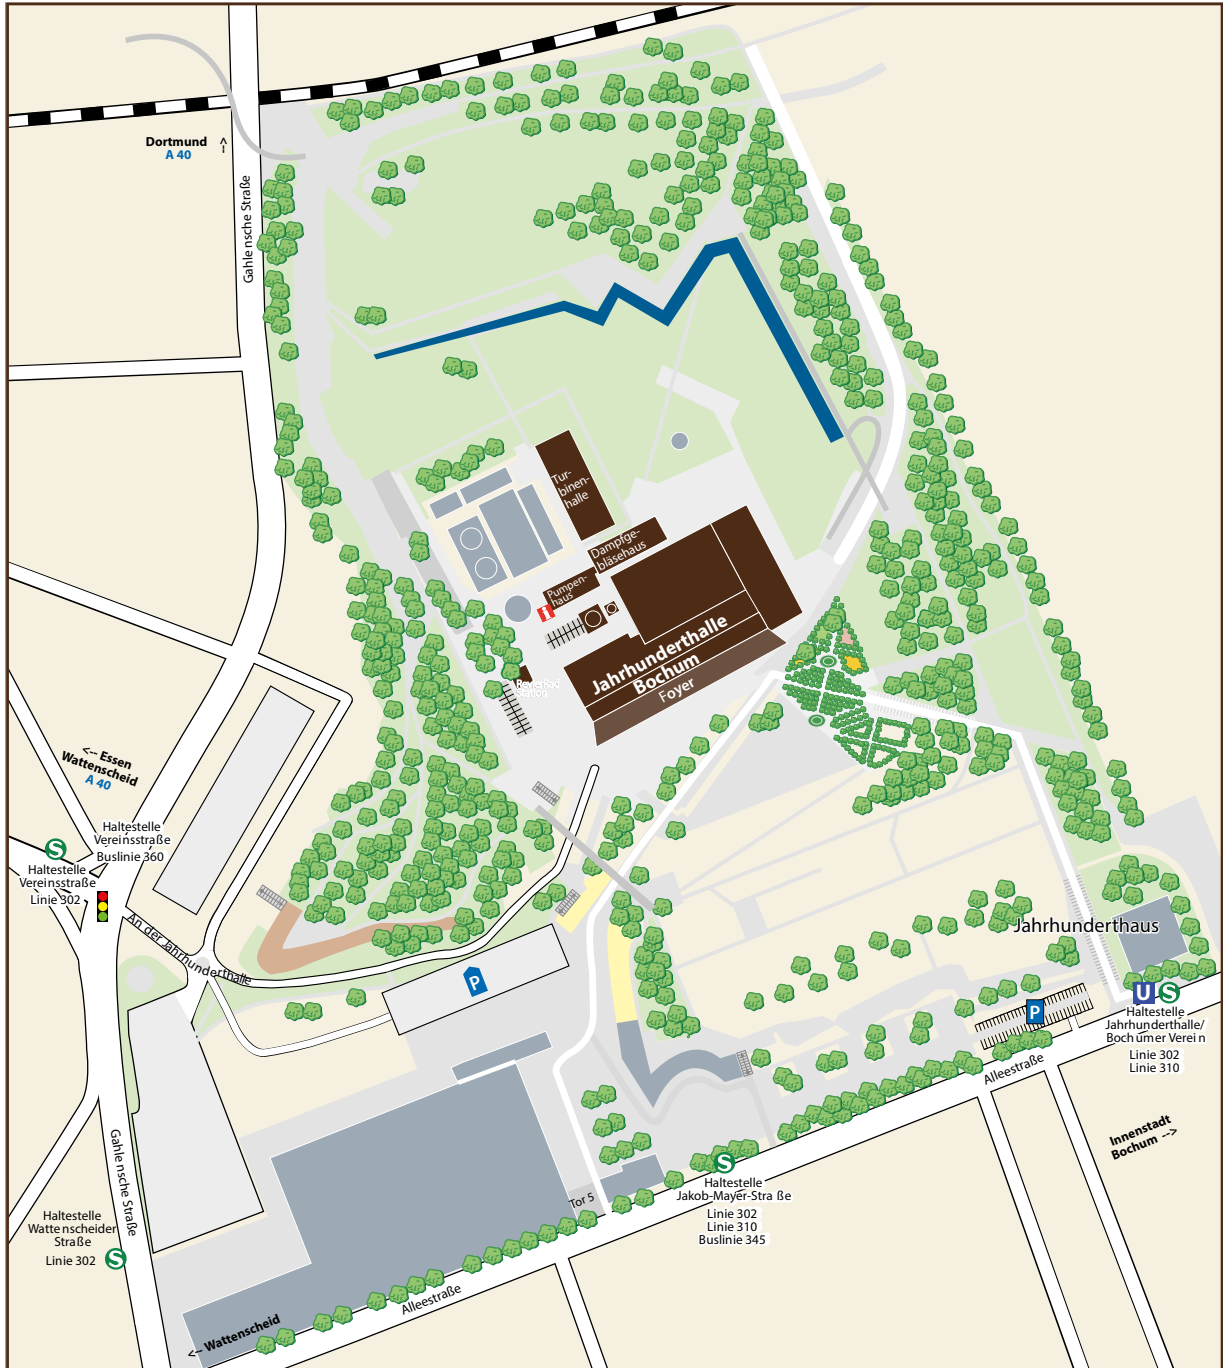 Dortmund
A 40
-->
Gahlensche Straße
Tur-
binen-
halle
Dampfge-
bläsehaus
Pumpen-
haus
i
Jahrhunderthalle
Bochum
Foyer
RevierRad
Station
<-- Essen
Wattenscheid
A 40
Haltestelle
Vereinsstraße
Buslinie 360
S
Haltestelle
Vereinsstraße
Linie 302
An der Jahrhunderthalle
P
Jahrhunderthaus
P
U S
Haltestelle
Jahrhunderthalle/
Bochumer Verein
Linie 302
Linie 310
Alleestraße
Innenstadt
Bochum -->
Gahlensche Straße
S
Haltestelle
Jakob-Mayer-Straße
Linie 302
Linie 310
Buslinie 345
Tor 5
Haltestelle
Wattenscheider
Straße
Linie 302 S
Alleestraße
<-- Wattenscheid